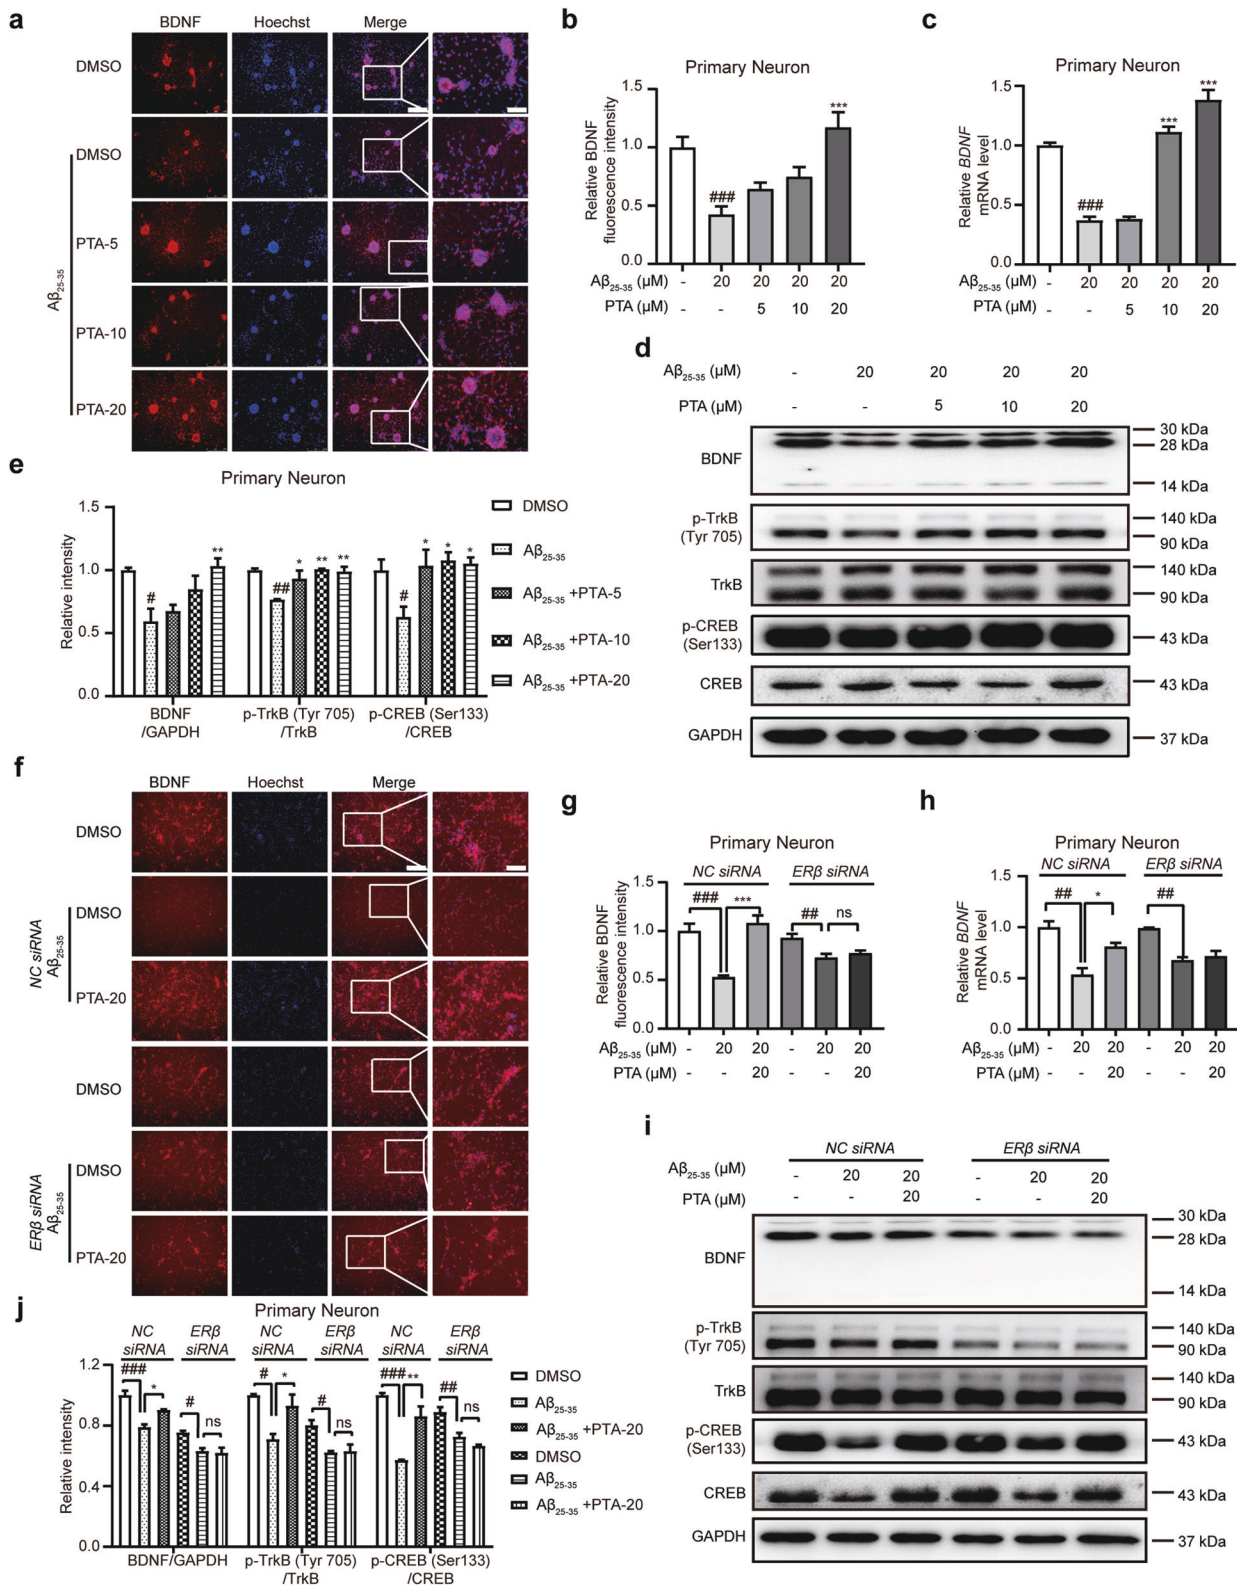 a
BDNF Hoechst Merge
DMSO
DMSO
PTA-5
PTA-10
PTA-20
Aβ25-35
b
Primary Neuron
Relative BDNF
fluorescence intensity
1.5
1.0
0.5
0.0
###
***
Aβ25-35 (μM) - 20 20 20 20
PTA (μM) - - 5 10 20
c
Primary Neuron
Relative BDNF
mRNA level
1.5
1.0
0.5
0.0
###
***
***
Aβ25-35 (μM) - 20 20 20 20
PTA (μM) - - 5 10 20
d
Aβ25-35 (μM) - 20 20 20 20
PTA (μM) - - 5 10 20
BDNF
30 kDa
28 kDa
14 kDa
p-TrkB
(Tyr 705)
140 kDa
90 kDa
TrkB
140 kDa
90 kDa
p-CREB
(Ser133)
43 kDa
CREB
43 kDa
GAPDH
37 kDa
e
Primary Neuron
Relative intensity
1.5
1.0
0.5
0.0
# **
## * ** **
# * * *
BDNF
/GAPDH
p-TrkB (Tyr 705)
/TrkB
p-CREB (Ser133)
/CREB
DMSO
Aβ25-35
Aβ25-35 +PTA-5
Aβ25-35 +PTA-10
Aβ25-35 +PTA-20
f
BDNF Hoechst Merge
DMSO
DMSO
PTA-20
NC siRNA
Aβ25-35
DMSO
DMSO
PTA-20
ERβ siRNA
Aβ25-35
g
Primary Neuron
NC siRNA ERβ siRNA
Relative BDNF
fluorescence intensity
1.5
1.0
0.5
0.0
### *** ## ns
Aβ25-35 (μM) - 20 20 - 20 20
PTA (μM) - - 20 - - 20
h
Primary Neuron
NC siRNA ERβ siRNA
Relative BDNF
mRNA level
1.5
1.0
0.5
0.0
## * ##
Aβ25-35 (μM) - 20 20 - 20 20
PTA (μM) - - 20 - - 20
i
NC siRNA ERβ siRNA
Aβ25-35 (μM) - 20 20 - 20 20
PTA (μM) - - 20 - - 20
BDNF
30 kDa
28 kDa
14 kDa
p-TrkB
(Tyr 705)
140 kDa
90 kDa
TrkB
140 kDa
90 kDa
p-CREB
(Ser133)
43 kDa
CREB
43 kDa
GAPDH
37 kDa
j
Primary Neuron
NC
siRNA
ERβ
siRNA
NC
siRNA
ERβ
siRNA
NC
siRNA
ERβ
siRNA
Relative intensity
1.2
0.8
0.4
0.0
### * # ns
# * # ns
### ** ## ns
BDNF/GAPDH
p-TrkB (Tyr 705)
/TrkB
p-CREB (Ser133)
/CREB
DMSO
Aβ25-35
Aβ25-35 +PTA-20
DMSO
Aβ25-35
Aβ25-35 +PTA-20